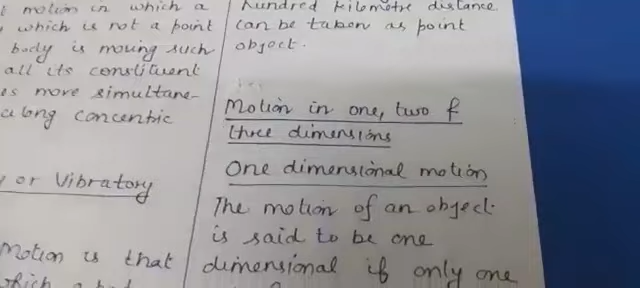 motion in which a
which is not a point
body is moving such
all its constituent
es more simultane-
along concentric
or Vibratory
Motion is that
which a
hundred kilometre distance
can be taken as point
object.
Motion in one, two &
three dimensions
One dimensional motion
The motion of an object
is said to be one
dimensional if only one